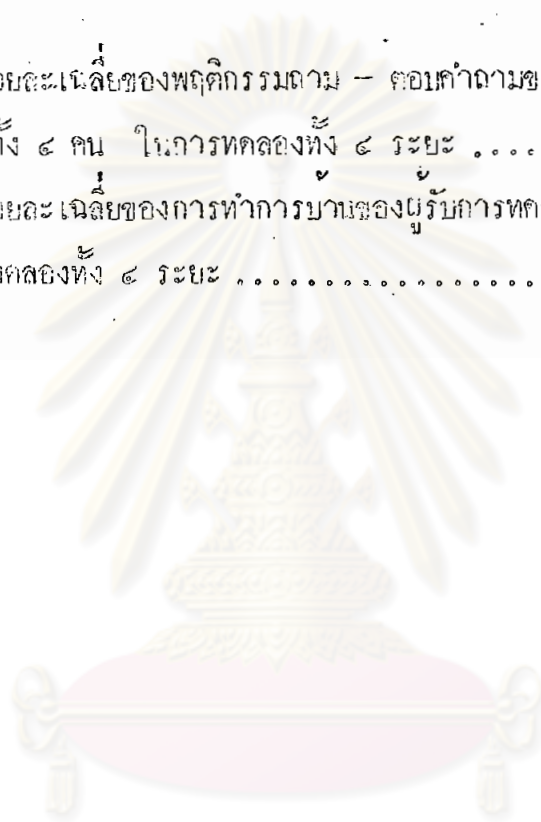 อยละเฉลี่ยของพฤติกรรมถาม - ตอบคำถามข
ทั้ง ๔ คน ในการทดลองทั้ง ๔ ระยะ ....
อยละเฉลี่ยของการทำการบ้านของผู้รับการทด
ทดลองทั้ง ๔ ระยะ ..................